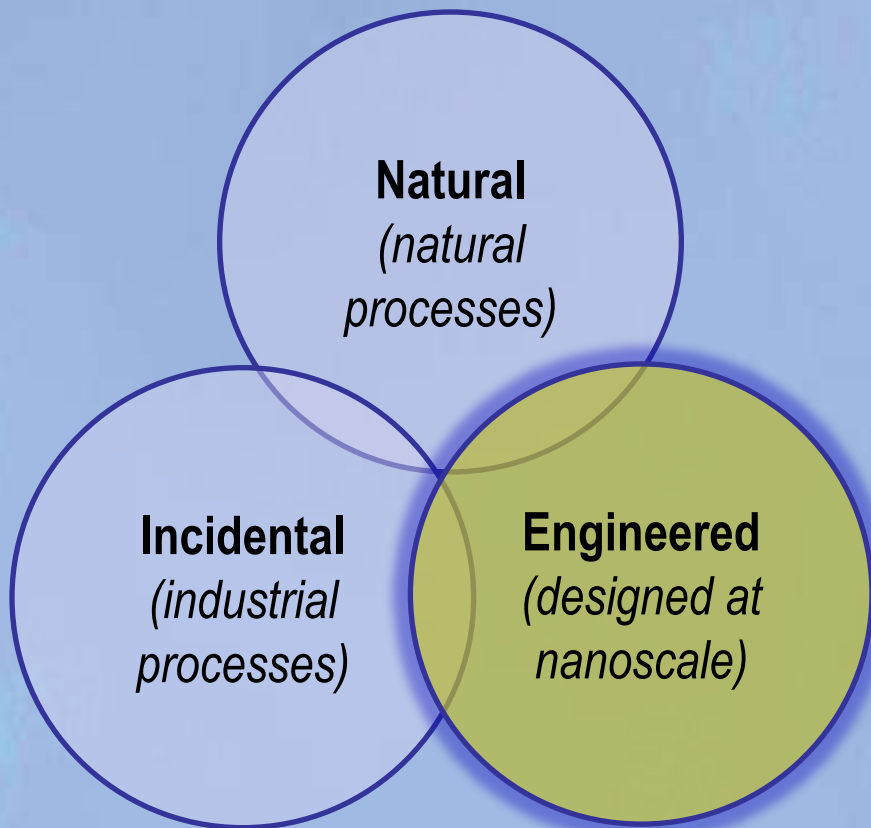 Natural
(natural
processes)
Incidental
(industrial
processes)
Engineered
(designed at
nanoscale)